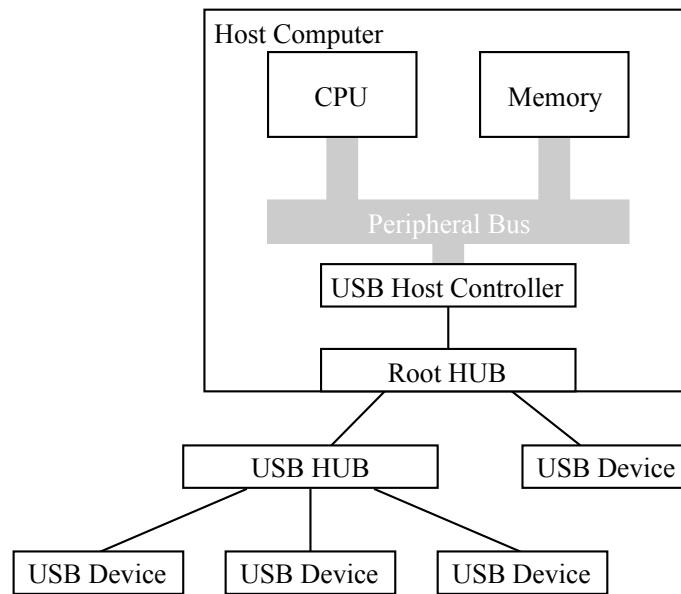 Host Computer
CPU
Memory
Peripheral Bus
USB Host Controller
Root HUB
USB HUB
USB Device
USB Device
USB Device
USB Device